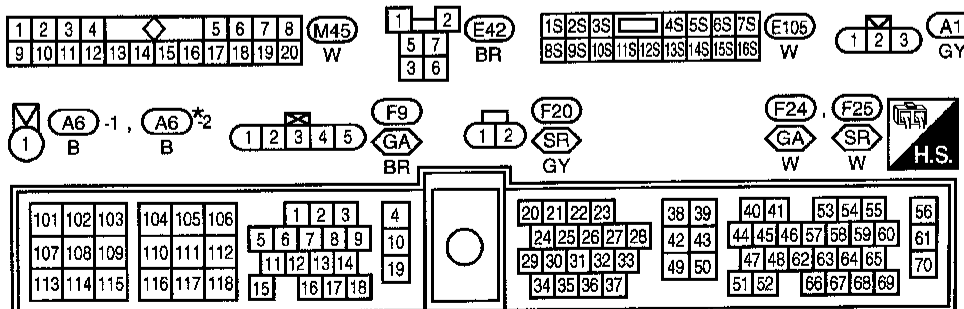 1 2 3 4 5 6 7 8 M45
9 10 11 12 13 14 15 16 17 18 19 20 W
1 2 E42
5 7 BR
3 6
1S 2S 3S 4S 5S 6S 7S E105
8S 9S 10S 11S 12S 13S 14S 15S 16S W
1 2 3 A1
GY
1 A6 -1 , A6 *-2
B B
1 2 3 4 5 F9
GA
BR
1 2 F20
SR
GY
F24 , F25
GA SR
W W
H.S.
101 102 103 104 105 106 1 2 3 4
107 108 109 110 111 112 5 6 7 8 9 10
113 114 115 116 117 118 11 12 13 14 19
15 16 17 18
20 21 22 23 38 39 40 41 53 54 55 56
24 25 26 27 28 42 43 44 45 46 57 58 59 60 61
29 30 31 32 33 49 50 47 48 62 63 64 65 70
34 35 36 37 51 52 66 67 68 69